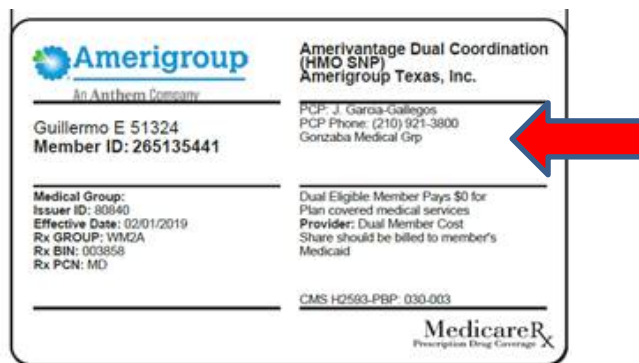 Amerigroup
An Anthem Company
Amerivantage Dual Coordination
(HMO SNP)
Amerigroup Texas, Inc.
Guillermo E 51324
Member ID: 265135441
PCP: J. Garoa-Gallegos
PCP Phone: (210) 921-3800
Gonzaba Medical Grp
Medical Group:
Issuer ID: 80840
Effective Date: 02/01/2019
Rx GROUP: WM2A
Rx BIN: 003858
Rx PCN: MD
Dual Eligible Member Pays $0 for
Plan covered medical services
Provider: Dual Member Cost
Share should be billed to member's
Medicaid
CMS H2593-PBP: 030-003
MedicareRx
Prescription Drug Coverage